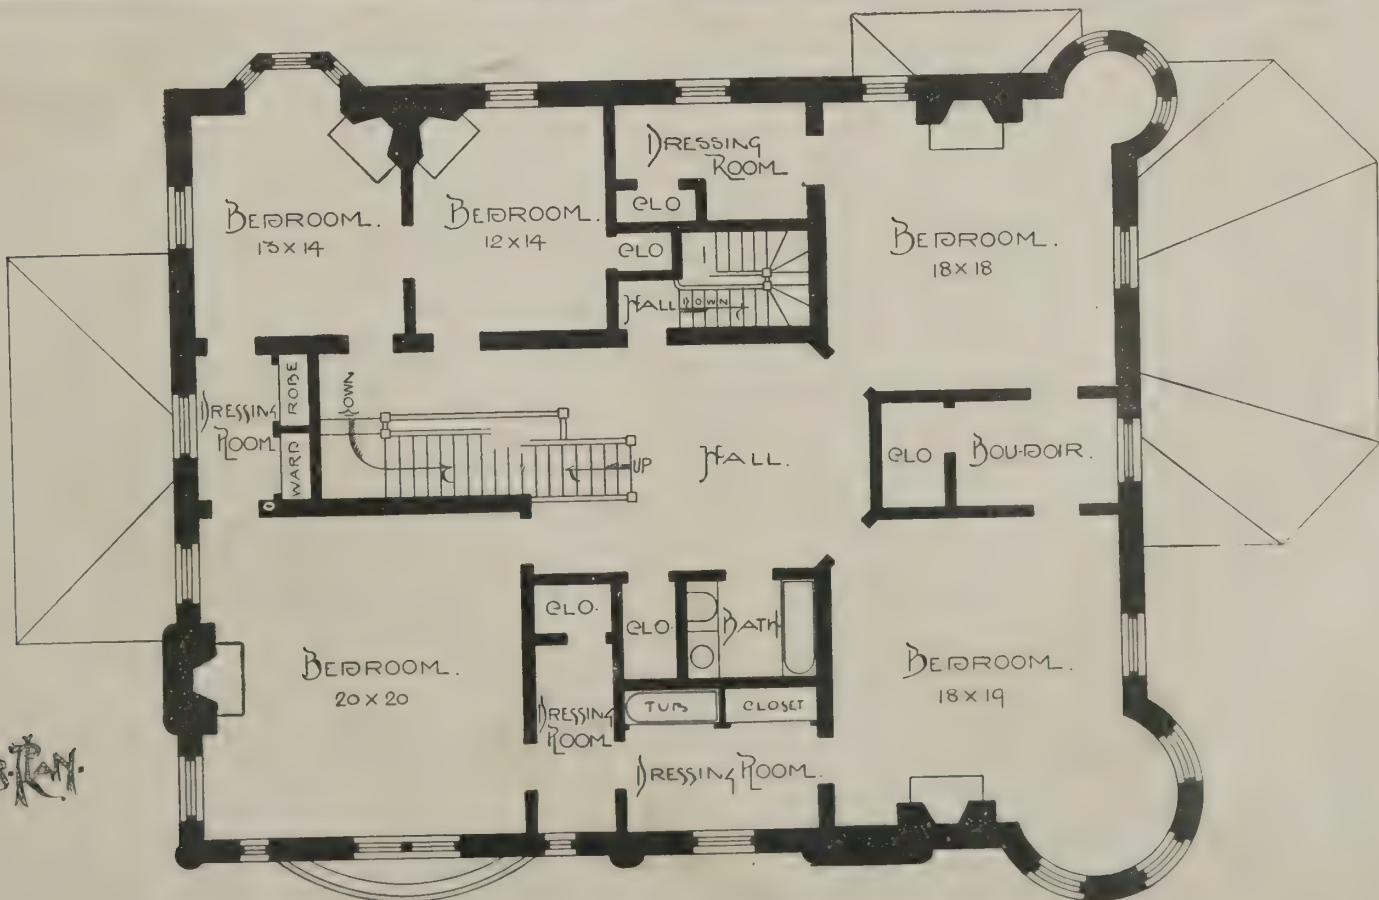 DRESSING
ROOM
BEDROOM.
13 X 14
BEDROOM.
12 X 14
CLO
CLO
BEDROOM.
18 X 18
HALL
DOWN
DRESSING
ROOM
ROBE
WARD
DOWN
UP
HALL.
CLO
BOUDOIR.
CLO.
CLO.
BATH
BEDROOM.
20 X 20
DRESSING
ROOM
TUB
CLOSET
BEDROOM.
18 X 19
DRESSING ROOM.
PLAN.